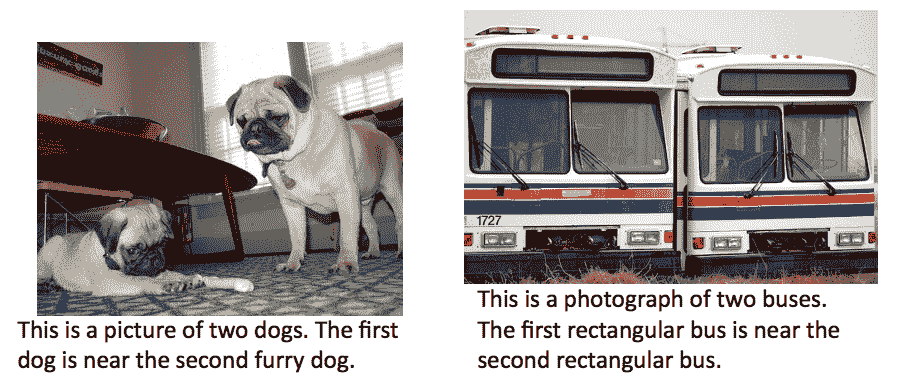 1727
This is a picture of two dogs. The first
dog is near the second furry dog.
This is a photograph of two buses.
The first rectangular bus is near the
second rectangular bus.